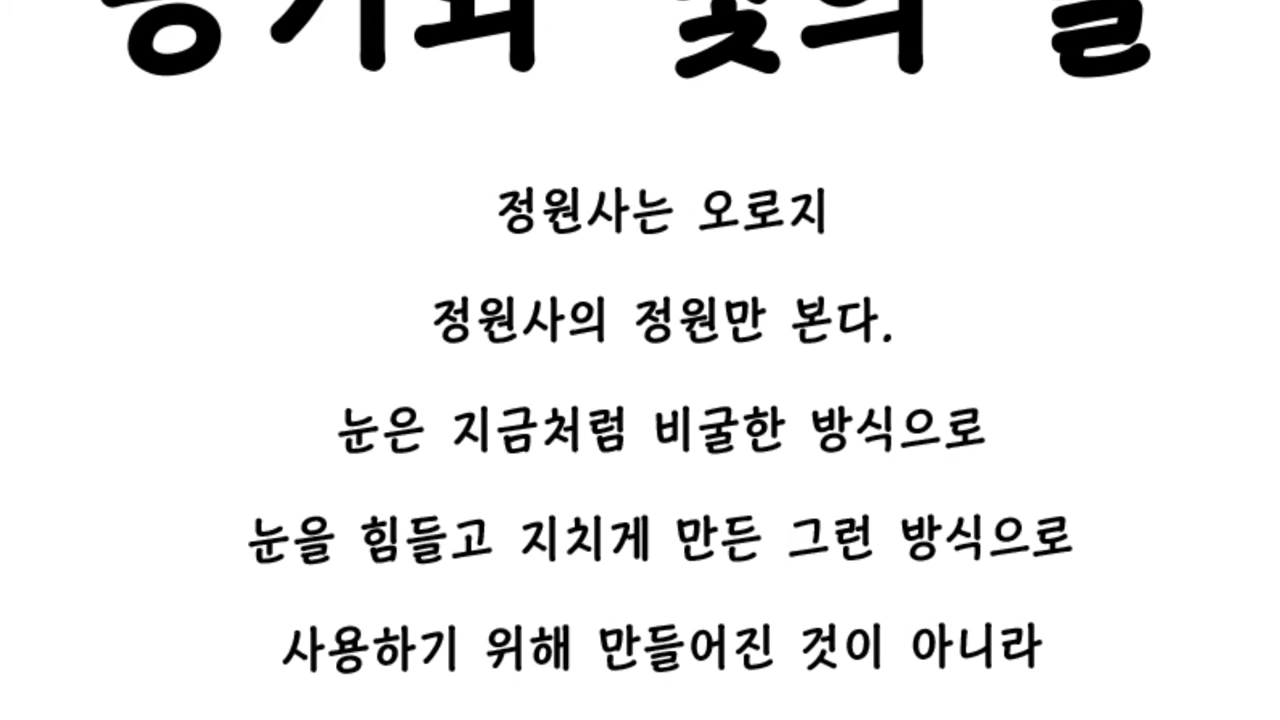 정원사는 오로지
정원사의 정원만 본다.
눈은 지금처럼 비굴한 방식으로
눈을 힘들고 지치게 만든 그런 방식으로
사용하기 위해 만들어진 것이 아니라